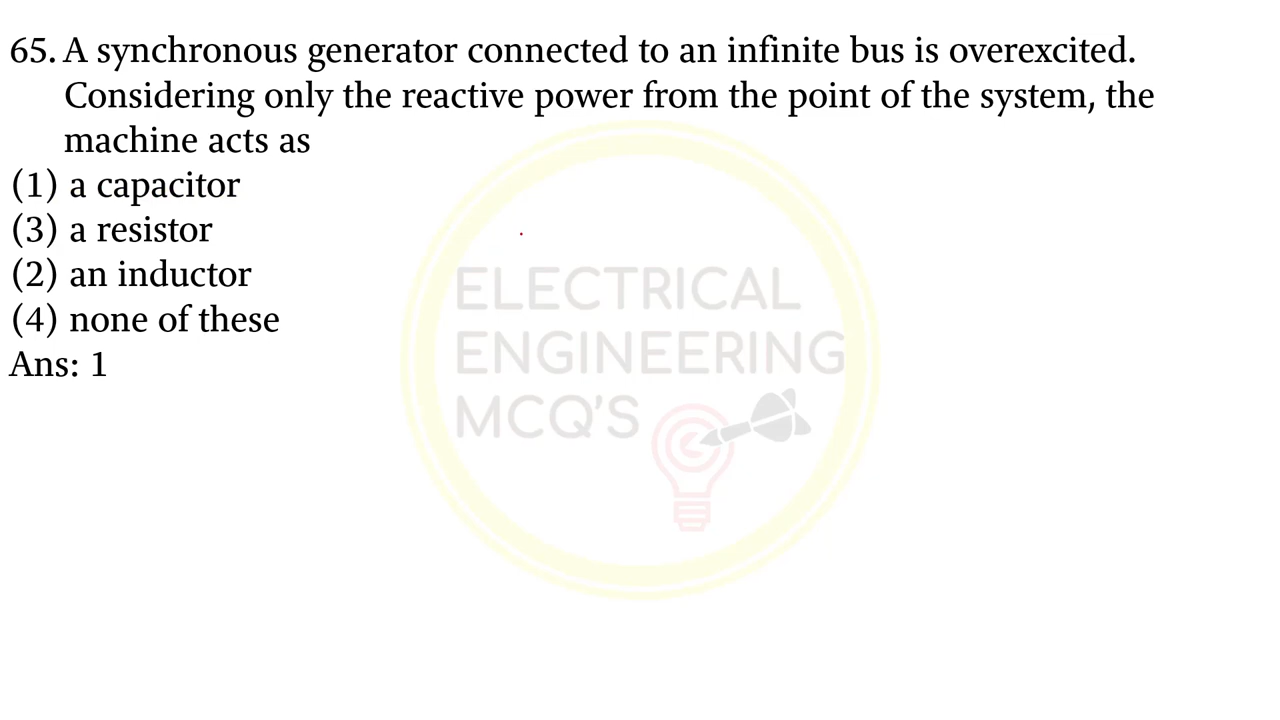 65. A synchronous generator connected to an infinite bus is overexcited.
Considering only the reactive power from the point of the system, the
machine acts as
(1) a capacitor
(3) a resistor
(2) an inductor
(4) none of these
Ans: 1
ELECTRICAL
ENGINEERING
MCQ'S